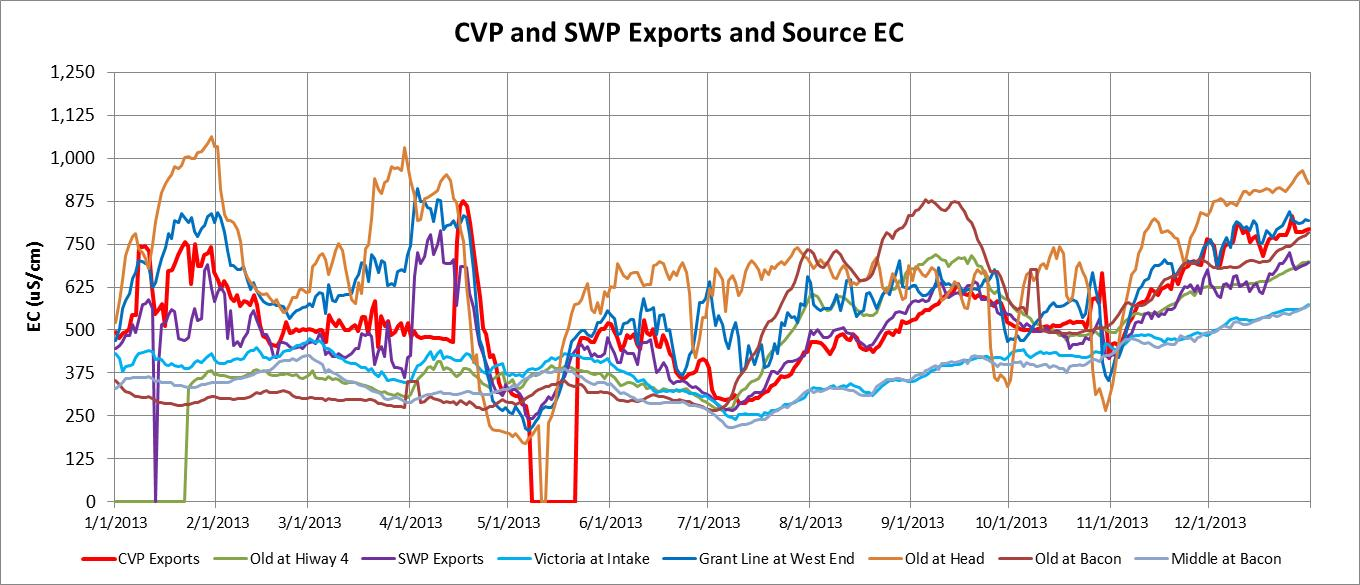 CVP and SWP Exports and Source EC
1,250
1,125
1,000
875
750
625
500
375
250
125
0
EC (uS/cm)
1/1/2013 2/1/2013 3/1/2013 4/1/2013 5/1/2013 6/1/2013 7/1/2013 8/1/2013 9/1/2013 10/1/2013 11/1/2013 12/1/2013
CVP Exports Old at Hiway 4 SWP Exports Victoria at Intake Grant Line at West End Old at Head Old at Bacon Middle at Bacon